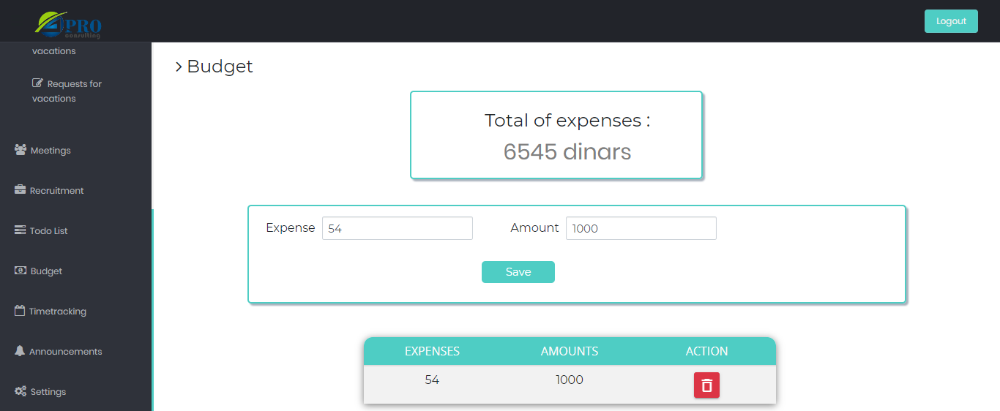 PRO
consulting
Logout
vacations
Requests for
vacations
Meetings
Recruitment
Todo List
Budget
Timetracking
Announcements
Settings
> Budget
Total of expenses :
6545 dinars
Expense 54 Amount 1000
Save
EXPENSES AMOUNTS ACTION
54 1000